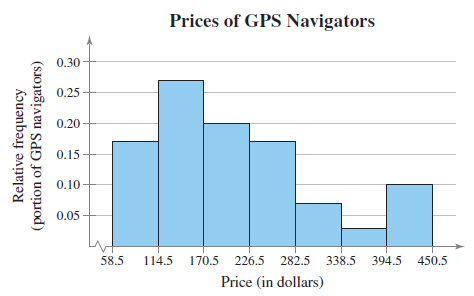 Prices of GPS Navigators
Relative frequency
(portion of GPS navigators)
0.30
0.25
0.20
0.15
0.10
0.05
58.5 114.5 170.5 226.5 282.5 338.5 394.5 450.5
Price (in dollars)